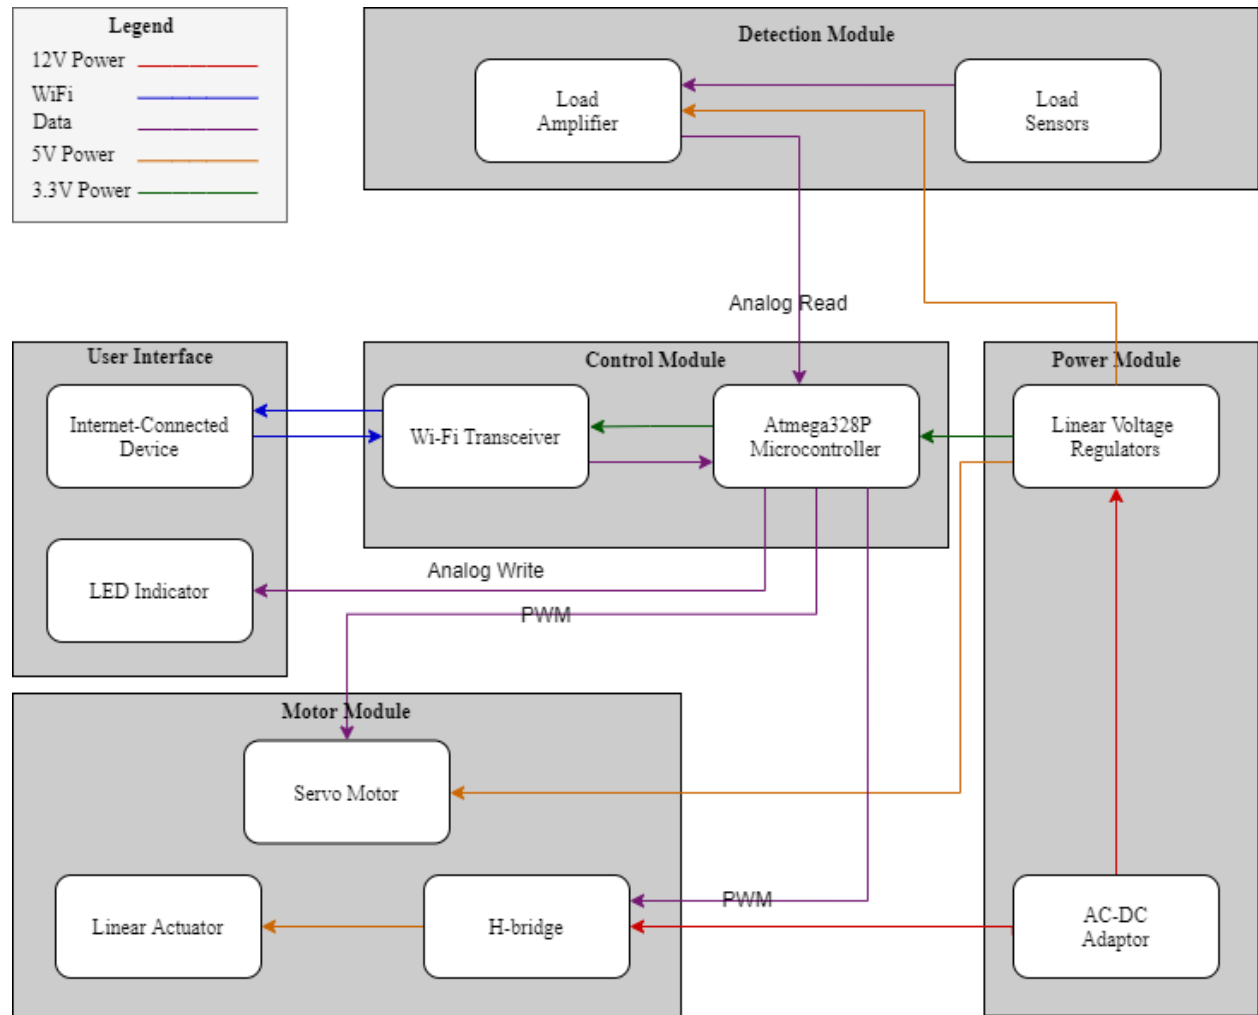 Legend
12V Power
WiFi
Data
5V Power
3.3V Power
Detection Module
Load
Amplifier
Load
Sensors
Analog Read
User Interface
Internet-Connected
Device
LED Indicator
Control Module
Wi-Fi Transceiver
Atmega328P
Microcontroller
Power Module
Linear Voltage
Regulators
AC-DC
Adaptor
Analog Write
PWM
Motor Module
Servo Motor
Linear Actuator
H-bridge
PWM